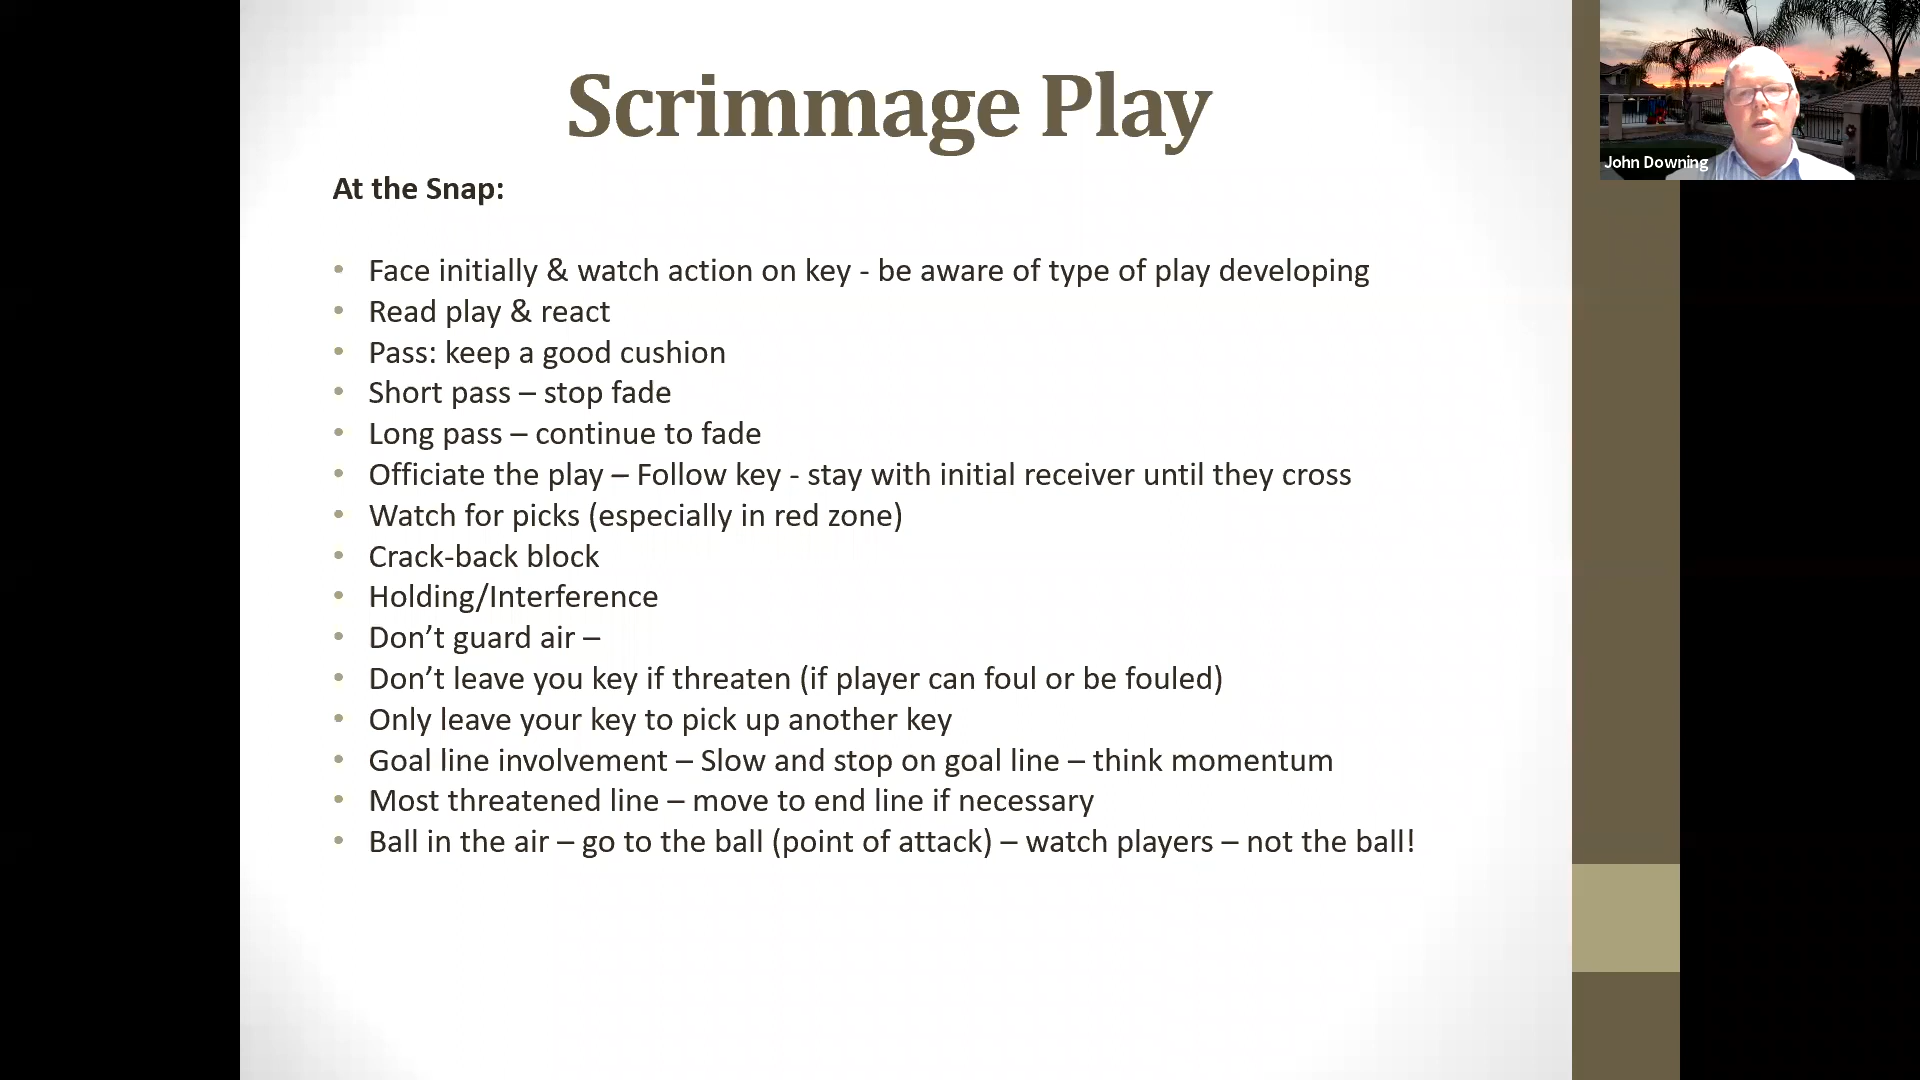 Scrimmage Play
John Downing
At the Snap:
• Face initially & watch action on key - be aware of type of play developing
• Read play & react
• Pass: keep a good cushion
• Short pass – stop fade
• Long pass – continue to fade
• Officiate the play – Follow key - stay with initial receiver until they cross
• Watch for picks (especially in red zone)
• Crack-back block
• Holding/Interference
• Don’t guard air –
• Don’t leave you key if threaten (if player can foul or be fouled)
• Only leave your key to pick up another key
• Goal line involvement – Slow and stop on goal line – think momentum
• Most threatened line – move to end line if necessary
• Ball in the air – go to the ball (point of attack) – watch players – not the ball!